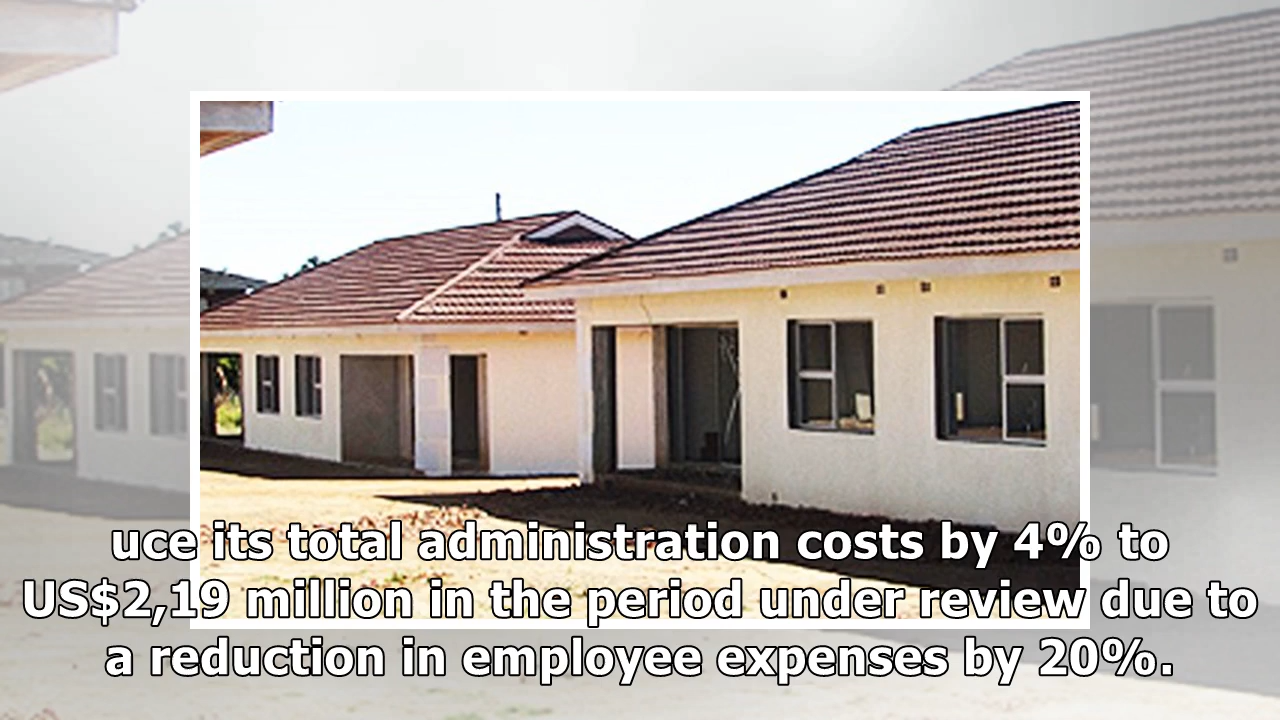 uce its total administration costs by 4% to
US$2,19 million in the period under review due to
a reduction in employee expenses by 20%.